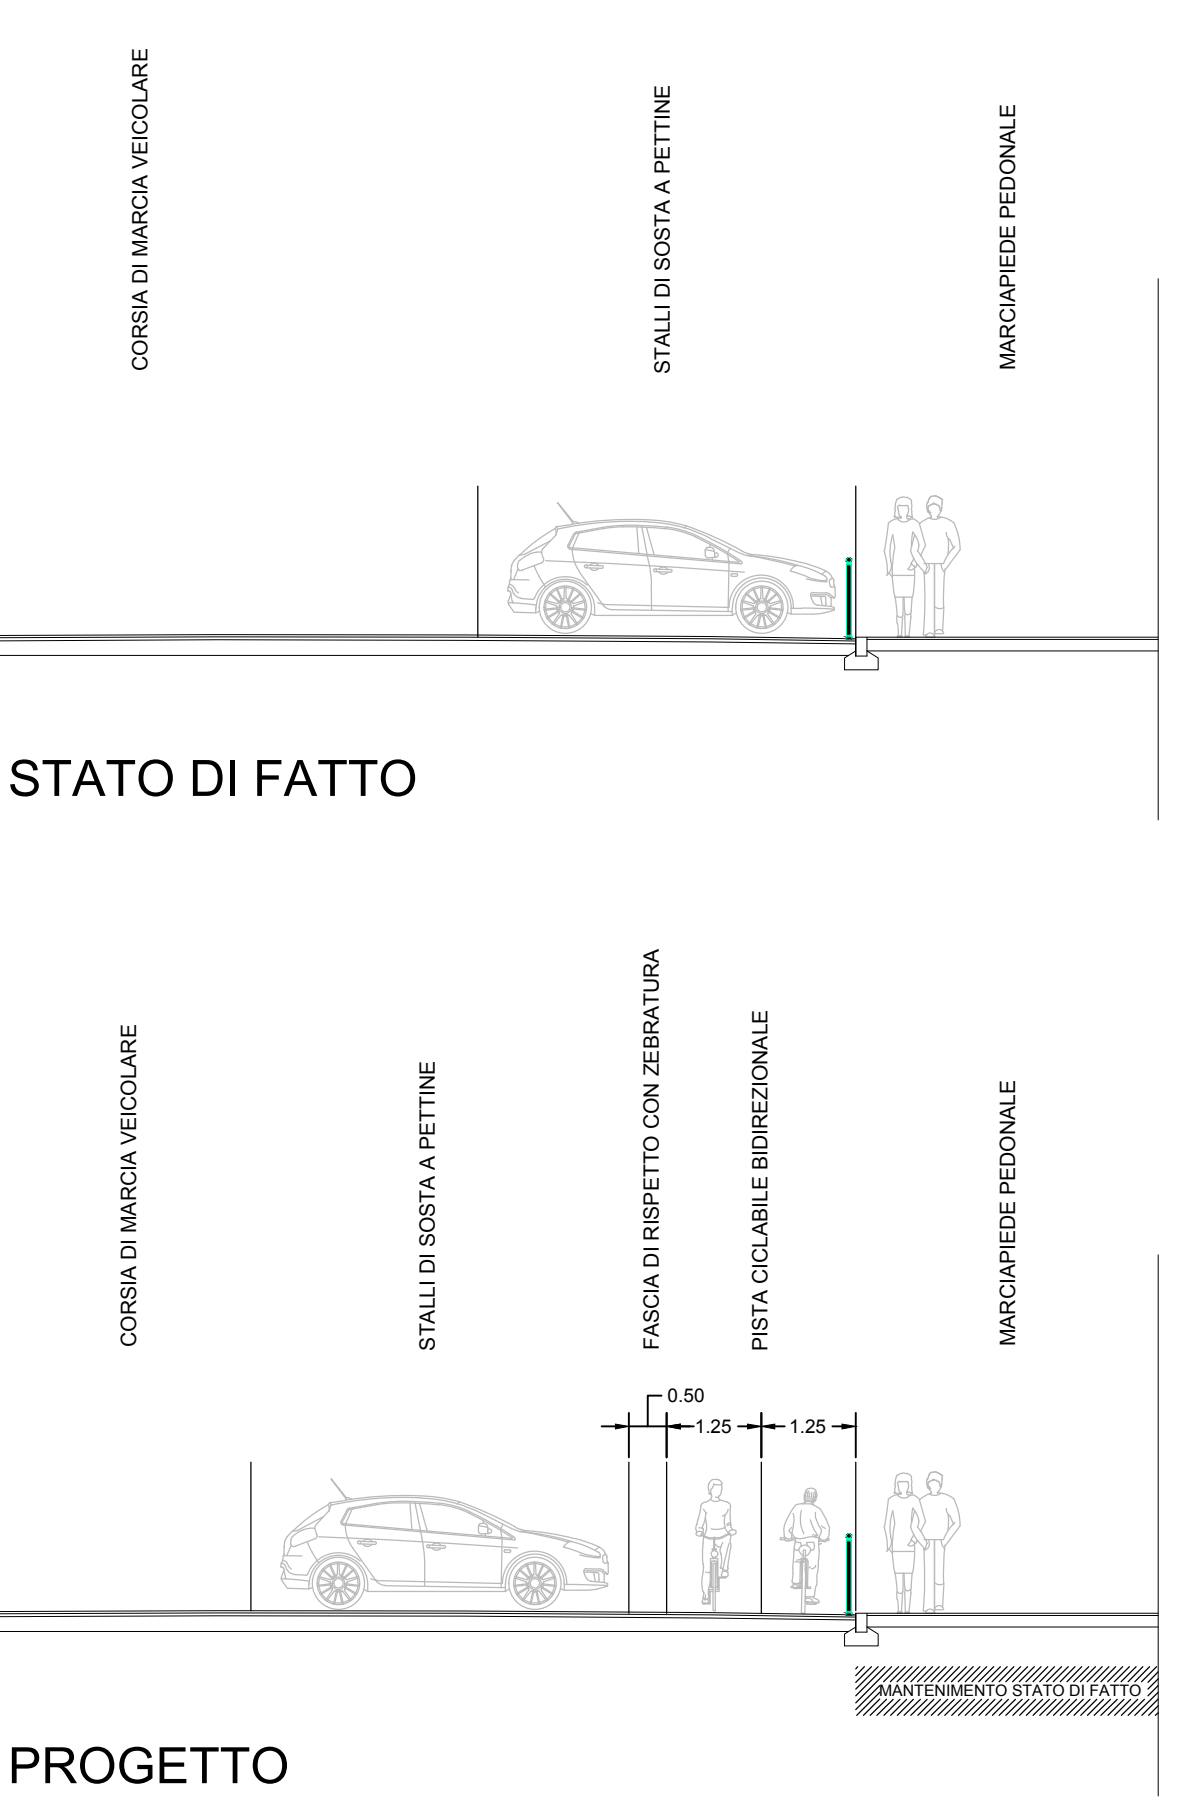 CORSIA DI MARCIA VEICOLARE
STALLI DI SOSTA A PETTINE
MARCIAPIEDE PEDONALE
STATO DI FATTO
CORSIA DI MARCIA VEICOLARE
STALLI DI SOSTA A PETTINE
FASCIA DI RISPETTO CON ZEBRATURA
PISTA CICLABILE BIDIREZIONALE
MARCIAPIEDE PEDONALE
0.50
1.25
1.25
MANTENIMENTO STATO DI FATTO
PROGETTO